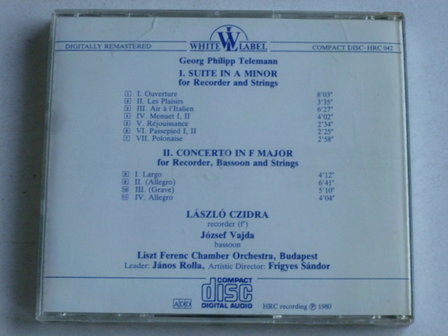 DIGITALLY REMASTERED
WHITE LABEL
COMPACT DISC · HRC 042
Georg Philipp Telemann
I. SUITE IN A MINOR
for Recorder and Strings
1 I. Ouverture 8'03"
2 II. Les Plaisirs 3'35"
3 III. Air à l'Italien 6'27"
4 IV. Menuet I, II 4'02"
5 V. Réjouissance 2'34"
6 VI. Passepied I, II 2'25"
7 VII. Polonaise 2'58"
II. CONCERTO IN F MAJOR
for Recorder, Bassoon and Strings
8 I. Largo 4'12"
9 II. (Allegro) 6'41"
10 III. (Grave) 5'10"
11 IV. Allegro 4'04"
LÁSZLÓ CZIDRA
recorder (f')
József Vajda
bassoon
Liszt Ferenc Chamber Orchestra, Budapest
Leader: János Rolla, Artistic Director: Frigyes Sándor
COMPACT
disc
DIGITAL AUDIO
HRC recording ℗ 1980